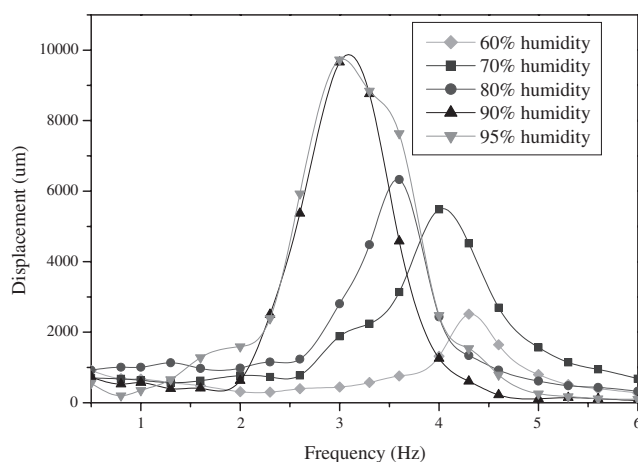 10000
8000
6000
4000
2000
0
Displacement (um)
60% humidity
70% humidity
80% humidity
90% humidity
95% humidity
1
2
3
4
5
6
Frequency (Hz)